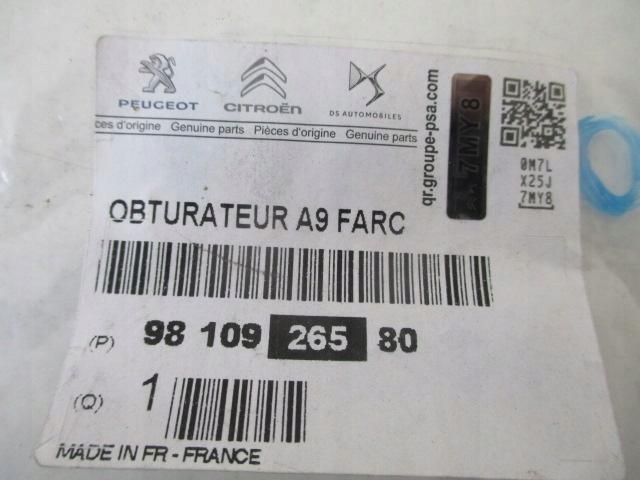 PEUGEOT CITROËN DS AUTOMOBILES
ces d'origine Genuine parts Pièces d'origine Genuine parts
qr.groupe-psa.com
7MY8
0M7L
X25J
7MY8
OBTURATEUR A9 FARC
(P) 98 109 265 80
(Q) 1
MADE IN FR - FRANCE